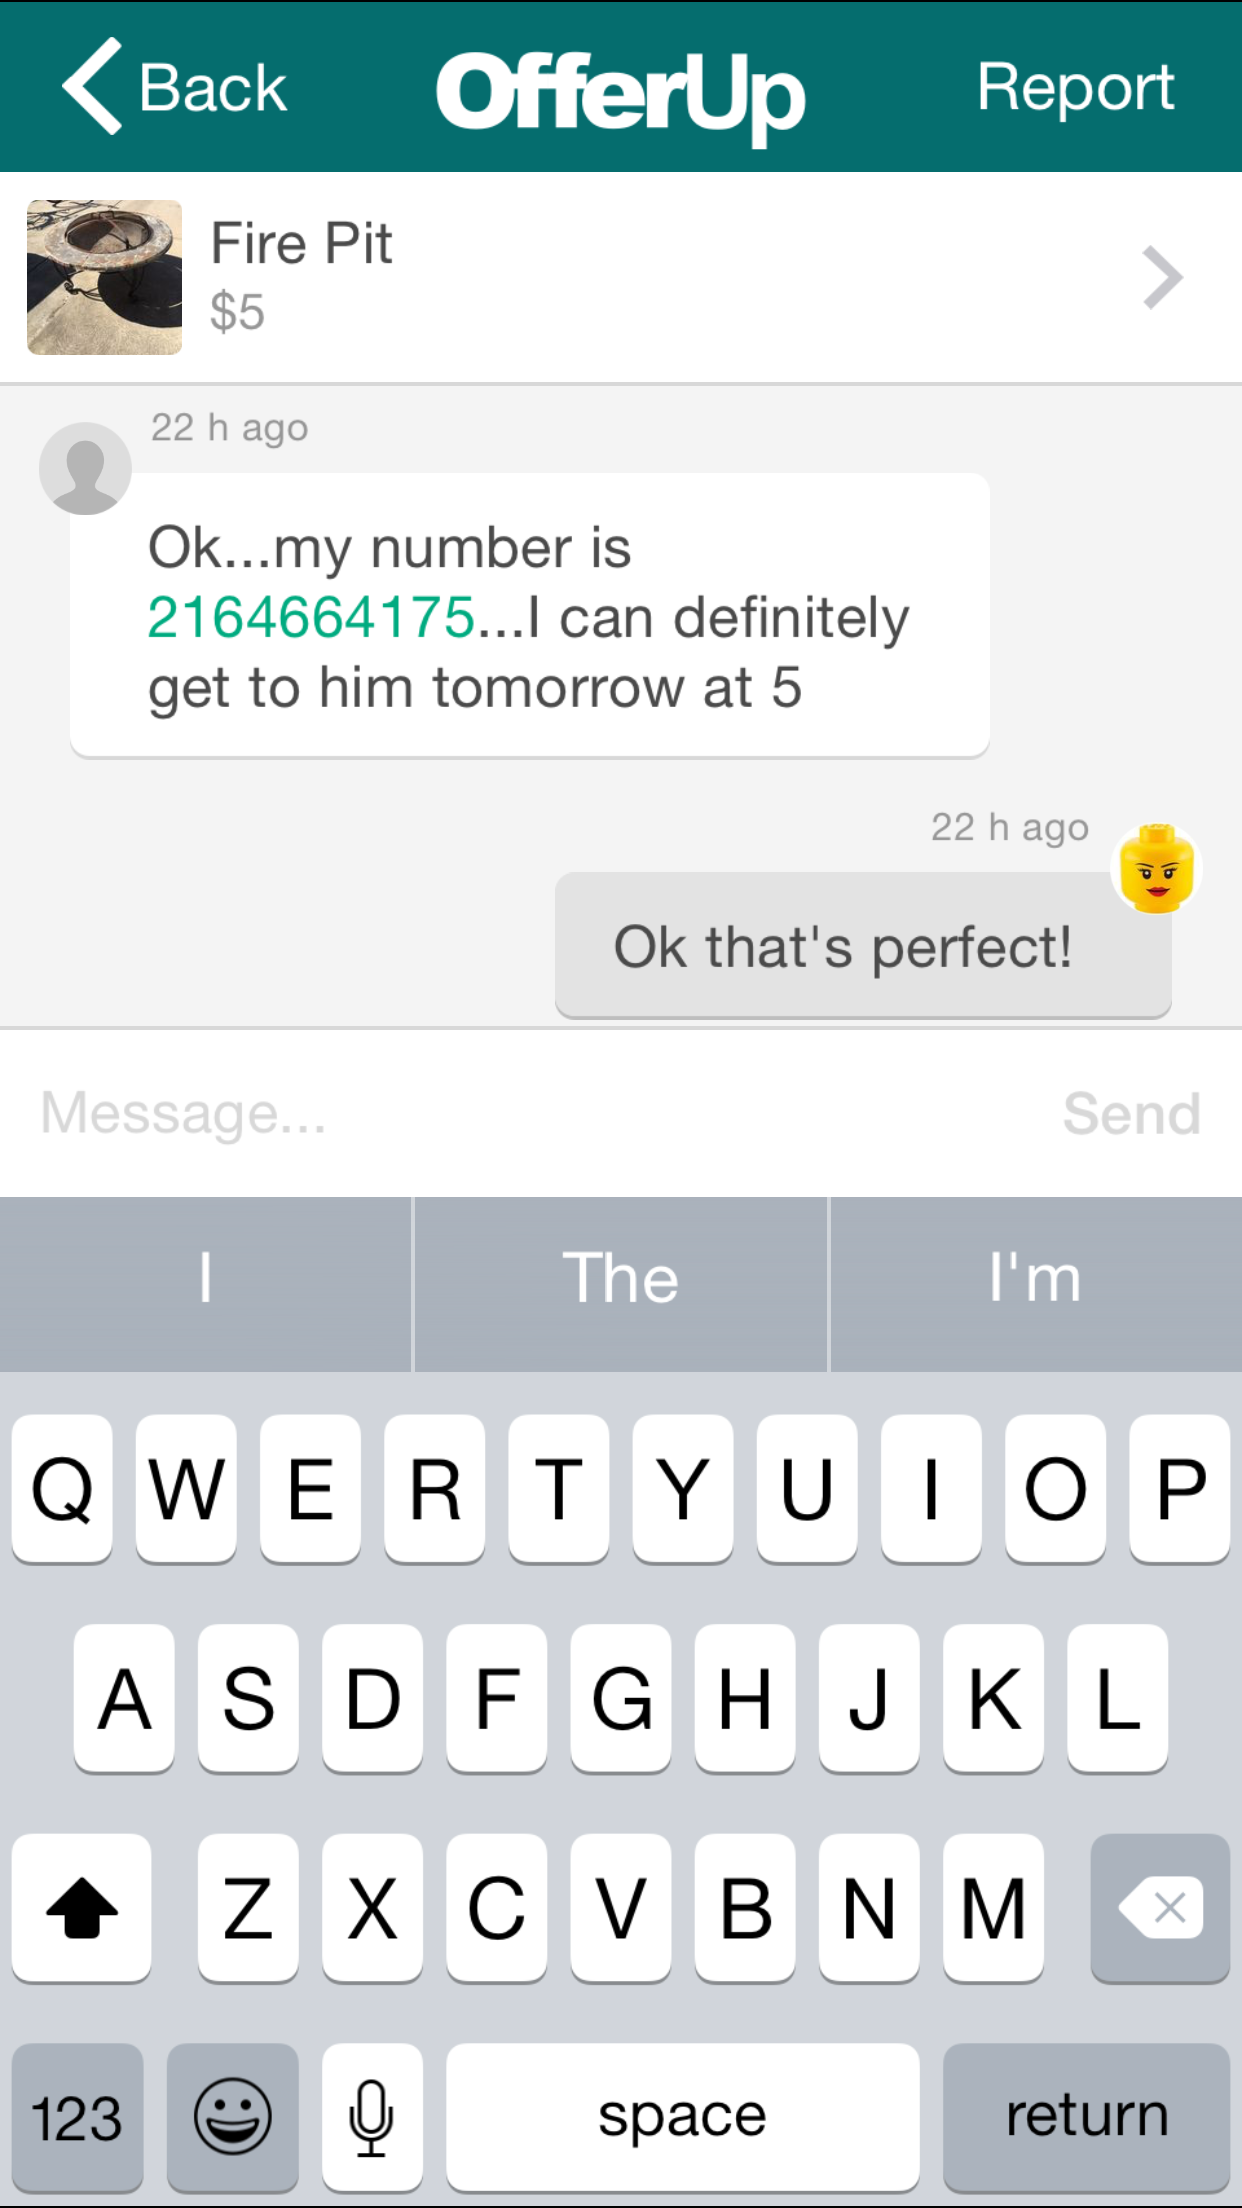 Back
OfferUp
Report
Fire Pit
$5
22 h ago
Ok...my number is
2164664175...I can definitely
get to him tomorrow at 5
22 h ago
Ok that's perfect!
Message...
Send
I
The
I'm
Q W E R T Y U I O P
A S D F G H J K L
Z X C V B N M
123
space
return